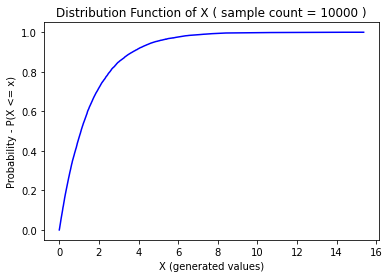 Distribution Function of X ( sample count = 10000 )
1.0
0.8
0.6
0.4
0.2
0.0
Probability - P(X <= x)
0 2 4 6 8 10 12 14 16
X (generated values)